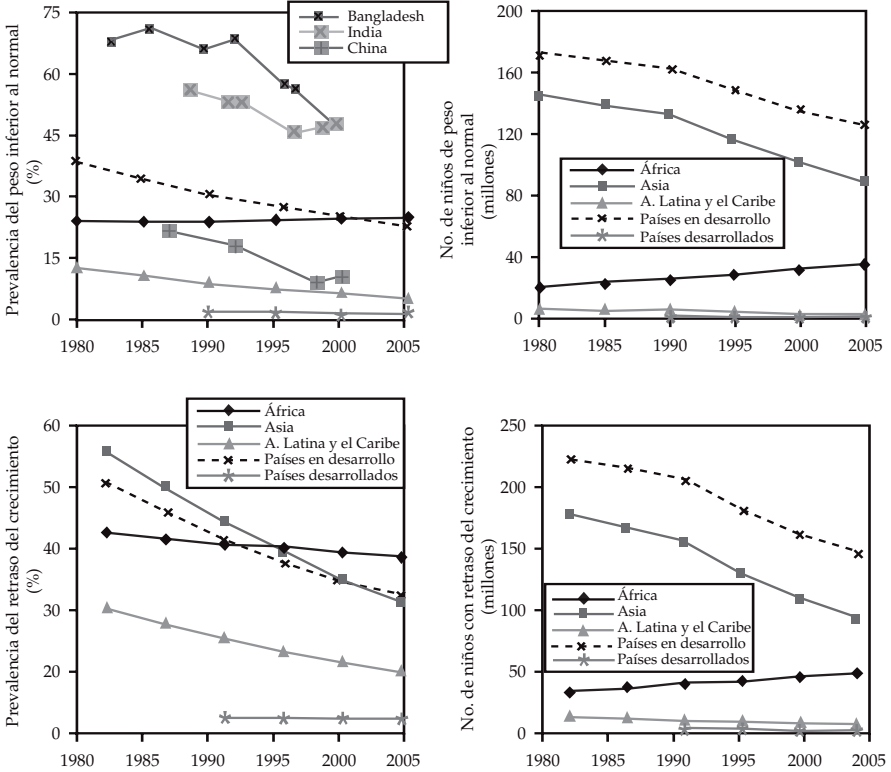 Prevalencia del peso inferior al normal
(%)
75
60
45
30
15
0
1980 1985 1990 1995 2000 2005
Bangladesh
India
China
No. de niños de peso
inferior al normal
(millones)
200
160
120
80
40
0
1980 1985 1990 1995 2000 2005
África
Asia
A. Latina y el Caribe
Países en desarrollo
Países desarrollados
Prevalencia del retraso del crecimiento
(%)
60
50
40
30
20
0
1980 1985 1990 1995 2000 2005
África
Asia
A. Latina y el Caribe
Países en desarrollo
Países desarrollados
No. de niños con retraso del crecimiento
(millones)
250
200
150
100
50
0
1980 1985 1990 1995 2000 2005
África
Asia
A. Latina y el Caribe
Países en desarrollo
Países desarrollados